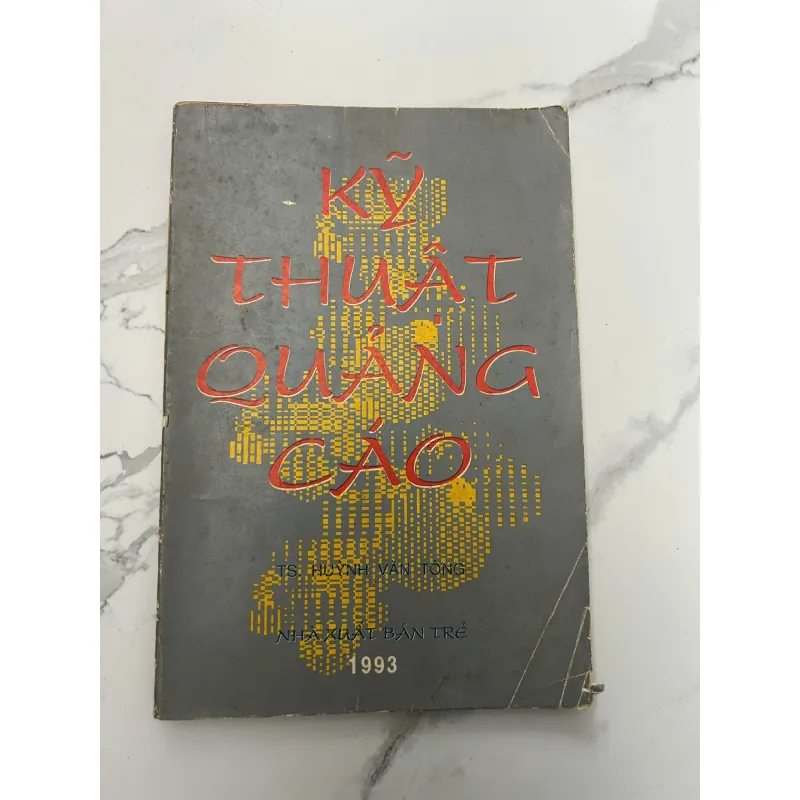 KỸ
THUẬT
QUẢNG
CÁO
TS. HUỲNH VĂN TÒNG
NHÀ XUẤT BẢN TRẺ
1993